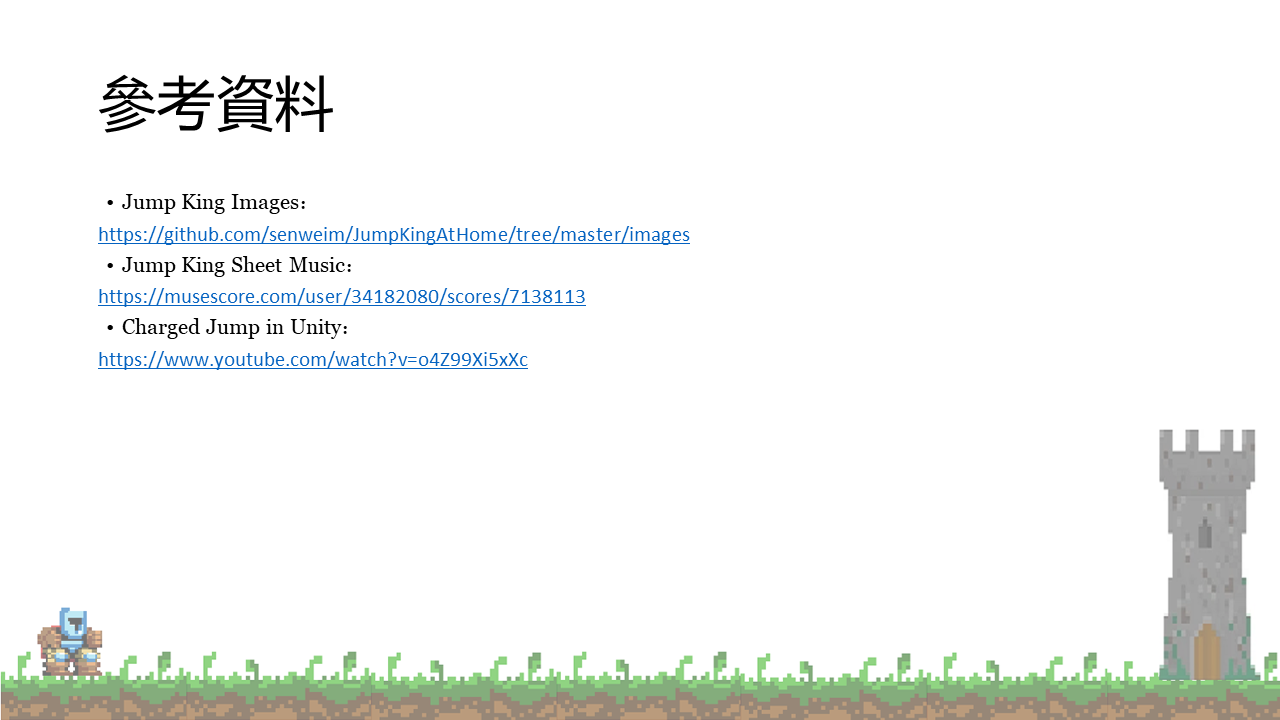 參考資料
• Jump King Images：
https://github.com/senweim/JumpKingAtHome/tree/master/images
• Jump King Sheet Music：
https://musescore.com/user/34182080/scores/7138113
• Charged Jump in Unity：
https://www.youtube.com/watch?v=o4Z99Xi5xXc